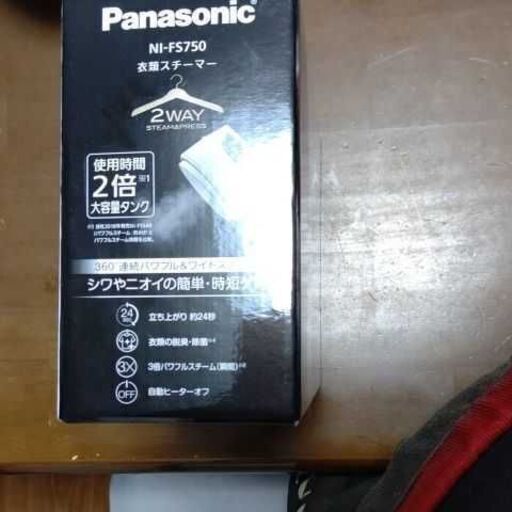 Panasonic
NI-FS750
衣類スチーマー
2WAY
STEAM&PRESS
使用時間
2倍※1
大容量タンク
360°連続パワフル&ワイド
シワやニオイの簡単・時短
24
立ち上がり 約24秒
衣類の脱臭・除菌
3X
3倍パワフルスチーム(瞬間)
OFF
自動ヒーターオフ